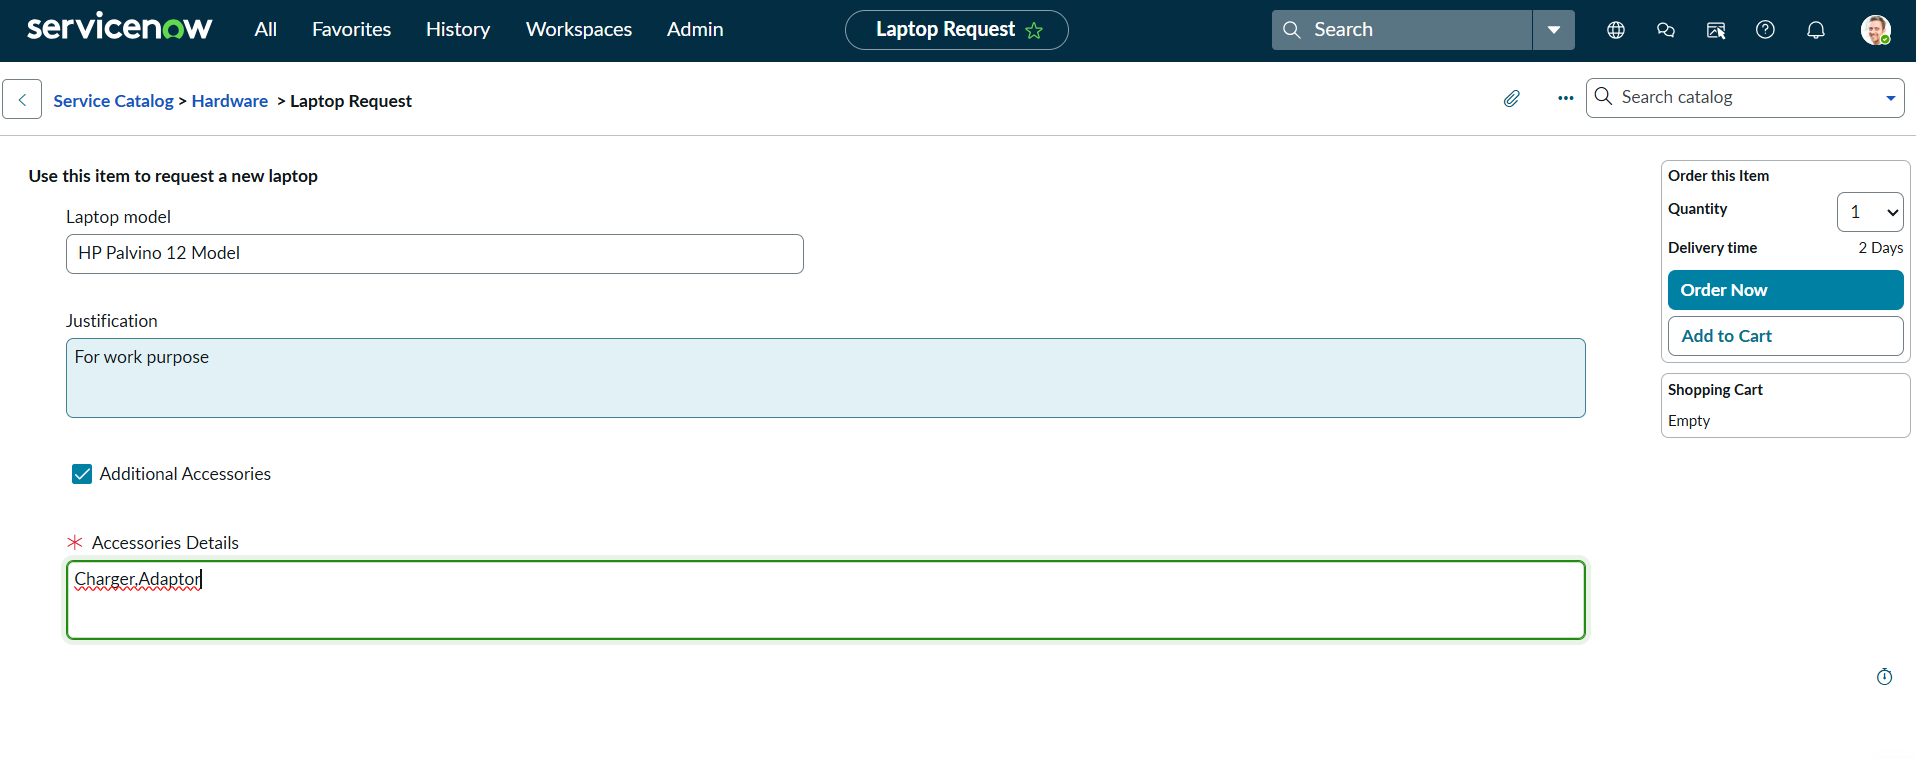 servicenow All Favorites History Workspaces Admin Laptop Request Search
Service Catalog > Hardware > Laptop Request Search catalog
Use this item to request a new laptop
Laptop model
HP Palvino 12 Model
Justification
For work purpose
Additional Accessories
* Accessories Details
Charger,Adaptor
Order this Item
Quantity 1
Delivery time 2 Days
Order Now
Add to Cart
Shopping Cart
Empty